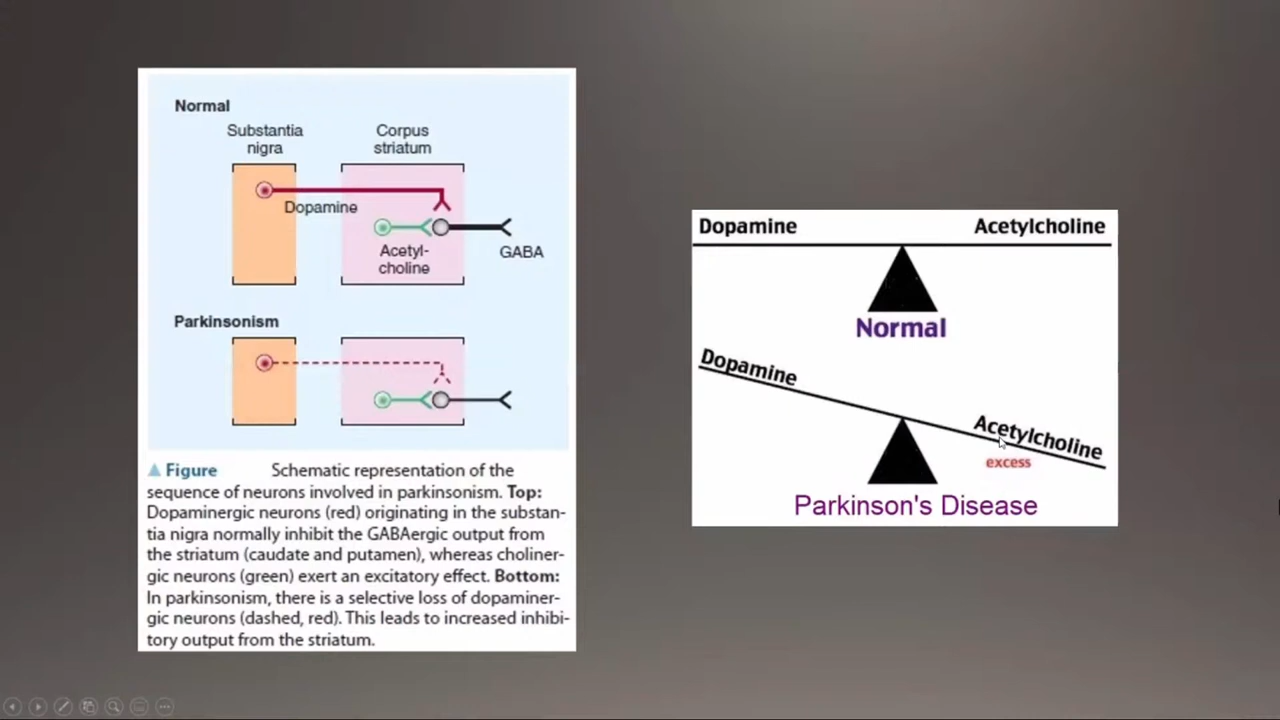 Normal
Substantia
nigra
Corpus
striatum
Dopamine
Acetyl-
choline
GABA
Parkinsonism
Figure Schematic representation of the
sequence of neurons involved in parkinsonism. Top:
Dopaminergic neurons (red) originating in the substan-
tia nigra normally inhibit the GABAergic output from
the striatum (caudate and putamen), whereas choliner-
gic neurons (green) exert an excitatory effect. Bottom:
In parkinsonism, there is a selective loss of dopaminer-
gic neurons (dashed, red). This leads to increased inhibi-
tory output from the striatum.
Dopamine Acetylcholine
Normal
Dopamine
Acetylcholine
excess
Parkinson's Disease